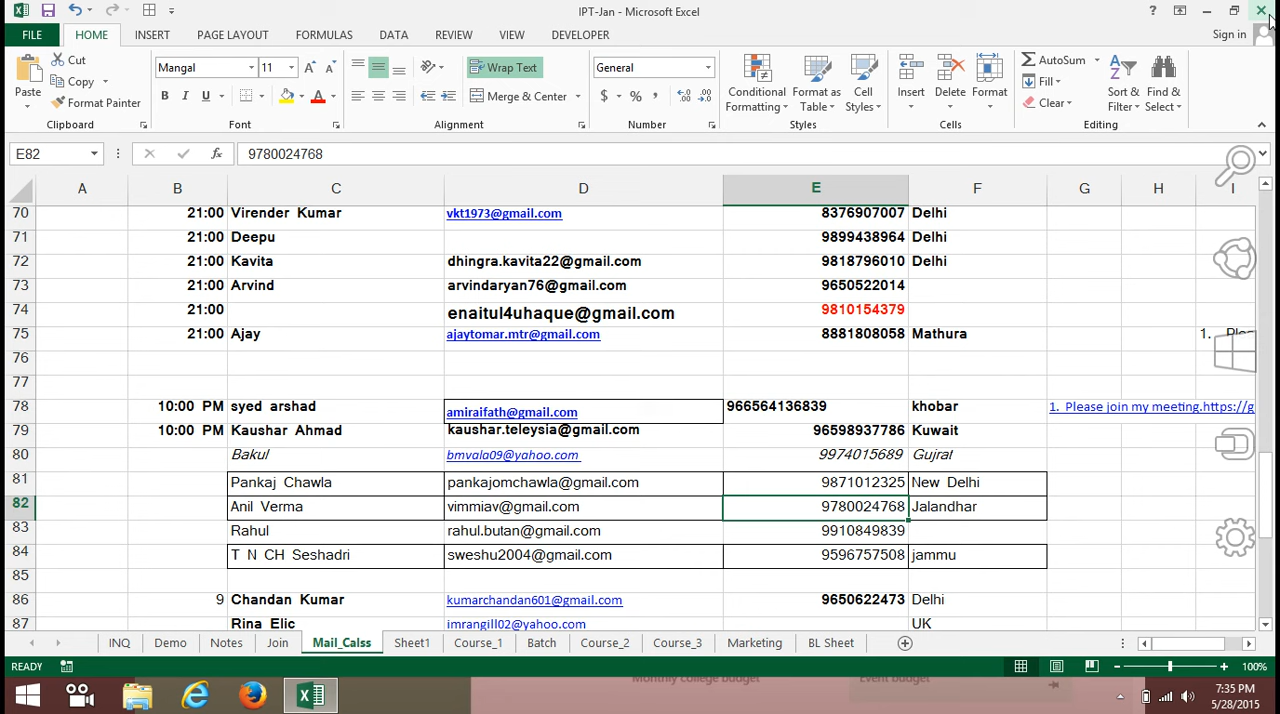 IPT-Jan - Microsoft Excel
?
FILE HOME INSERT PAGE LAYOUT FORMULAS DATA REVIEW VIEW DEVELOPER Sign in
Paste
Cut
Copy
Format Painter
Clipboard
Mangal 11
B I U
Font
Wrap Text
Merge & Center
Alignment
General
$ % ,
Number
Conditional Formatting
Format as Table
Cell Styles
Styles
Insert
Delete
Format
Cells
AutoSum
Fill
Clear
Sort & Filter
Find & Select
Editing
E82 9780024768
A B C D E F G H I
70 21:00 Virender Kumar vkt1973@gmail.com 8376907007 Delhi
71 21:00 Deepu 9899438964 Delhi
72 21:00 Kavita dhingra.kavita22@gmail.com 9818796010 Delhi
73 21:00 Arvind arvindaryan76@gmail.com 9650522014
74 21:00 enaitul4uhaque@gmail.com 9810154379
75 21:00 Ajay ajaytomar.mtr@gmail.com 8881808058 Mathura 1. Plea
76
77
78 10:00 PM syed arshad amiraifath@gmail.com 966564136839 khobar 1. Please join my meeting.https://g
79 10:00 PM Kaushar Ahmad kaushar.teleysia@gmail.com 96598937786 Kuwait
80 Bakul bmvala09@yahoo.com 9974015689 Gujrat
81 Pankaj Chawla pankajomchawla@gmail.com 9871012325 New Delhi
82 Anil Verma vimmiav@gmail.com 9780024768 Jalandhar
83 Rahul rahul.butan@gmail.com 9910849839
84 T N CH Seshadri sweshu2004@gmail.com 9596757508 jammu
85
86 9 Chandan Kumar kumarchandan601@gmail.com 9650622473 Delhi
87 Rina Elic imrangill02@yahoo.com UK
INQ Demo Notes Join Mail_Calss Sheet1 Course_1 Batch Course_2 Course_3 Marketing BL Sheet
READY 100%
Monthly college budget Event budget
7:35 PM
5/28/2015